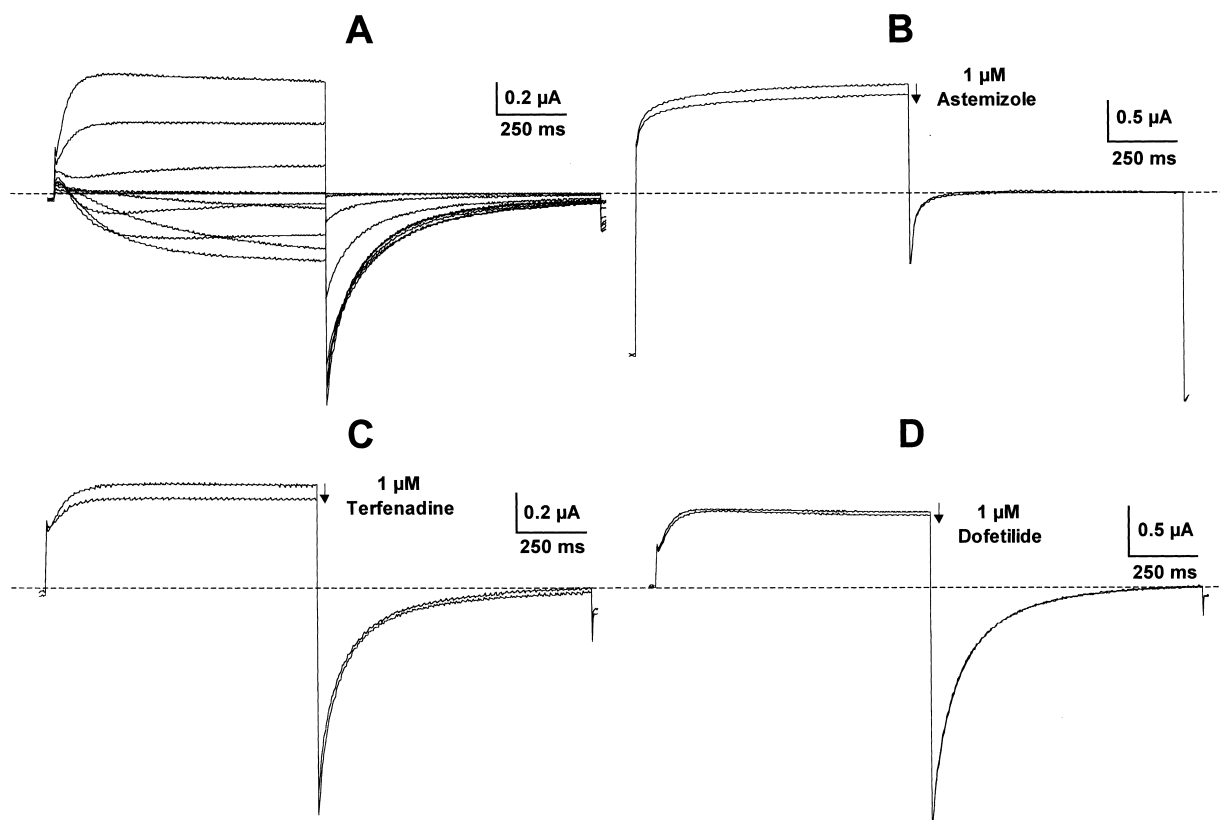 A
B
0.2 µA
250 ms
1 µM
Astemizole
0.5 µA
250 ms
C
D
1 µM
Terfenadine
0.2 µA
250 ms
1 µM
Dofetilide
0.5 µA
250 ms